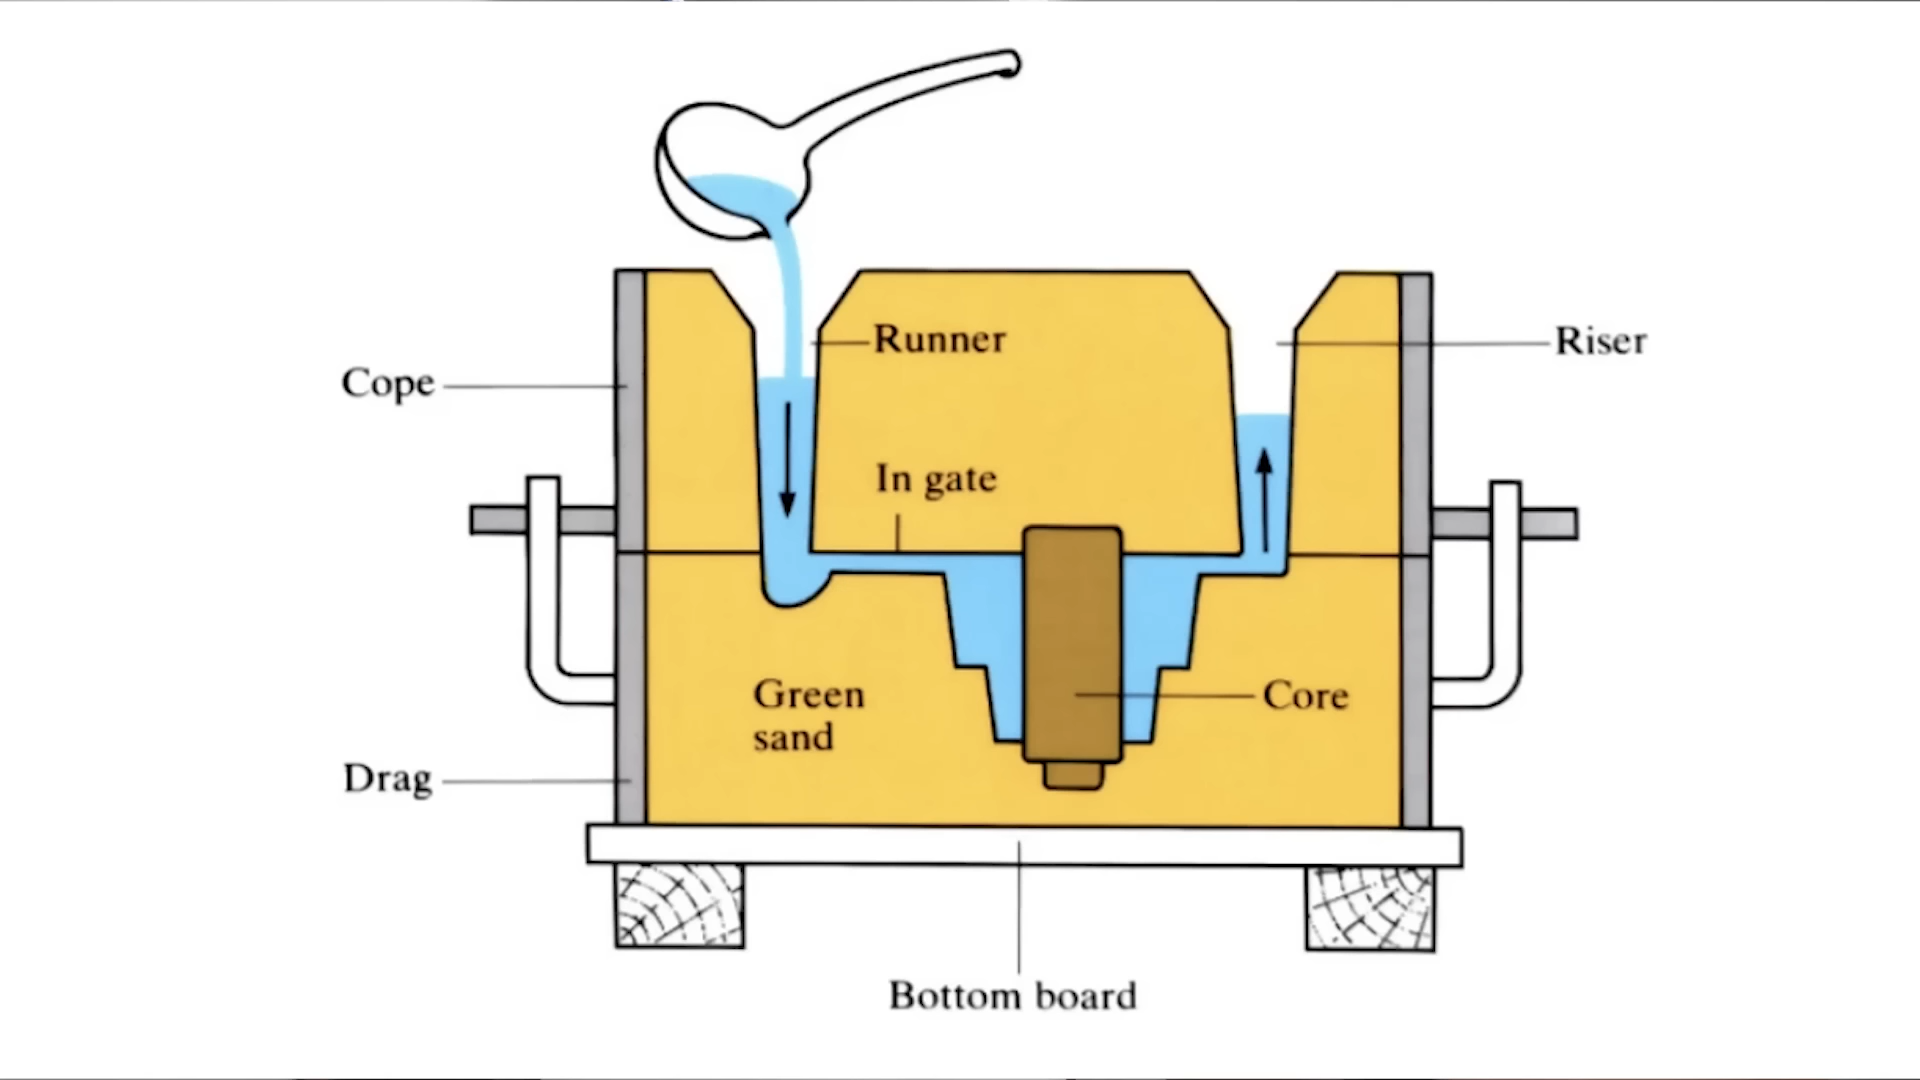 Runner
Riser
Cope
In gate
Green
sand
Core
Drag
Bottom board